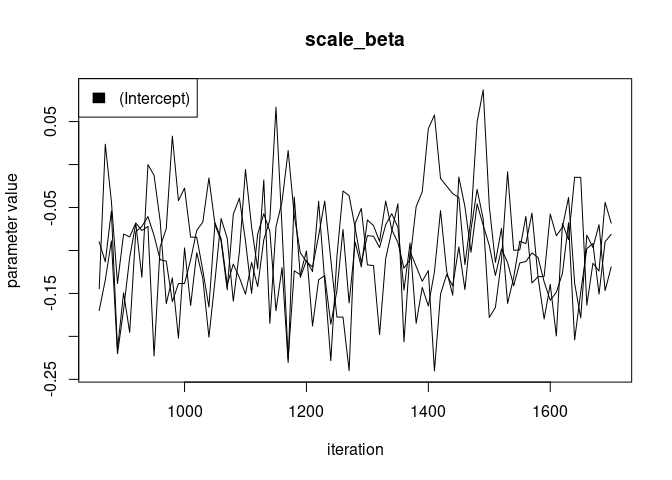 scale_beta
(Intercept)
parameter value
0.05
-0.05
-0.15
-0.25
1000 1200 1400 1600
iteration